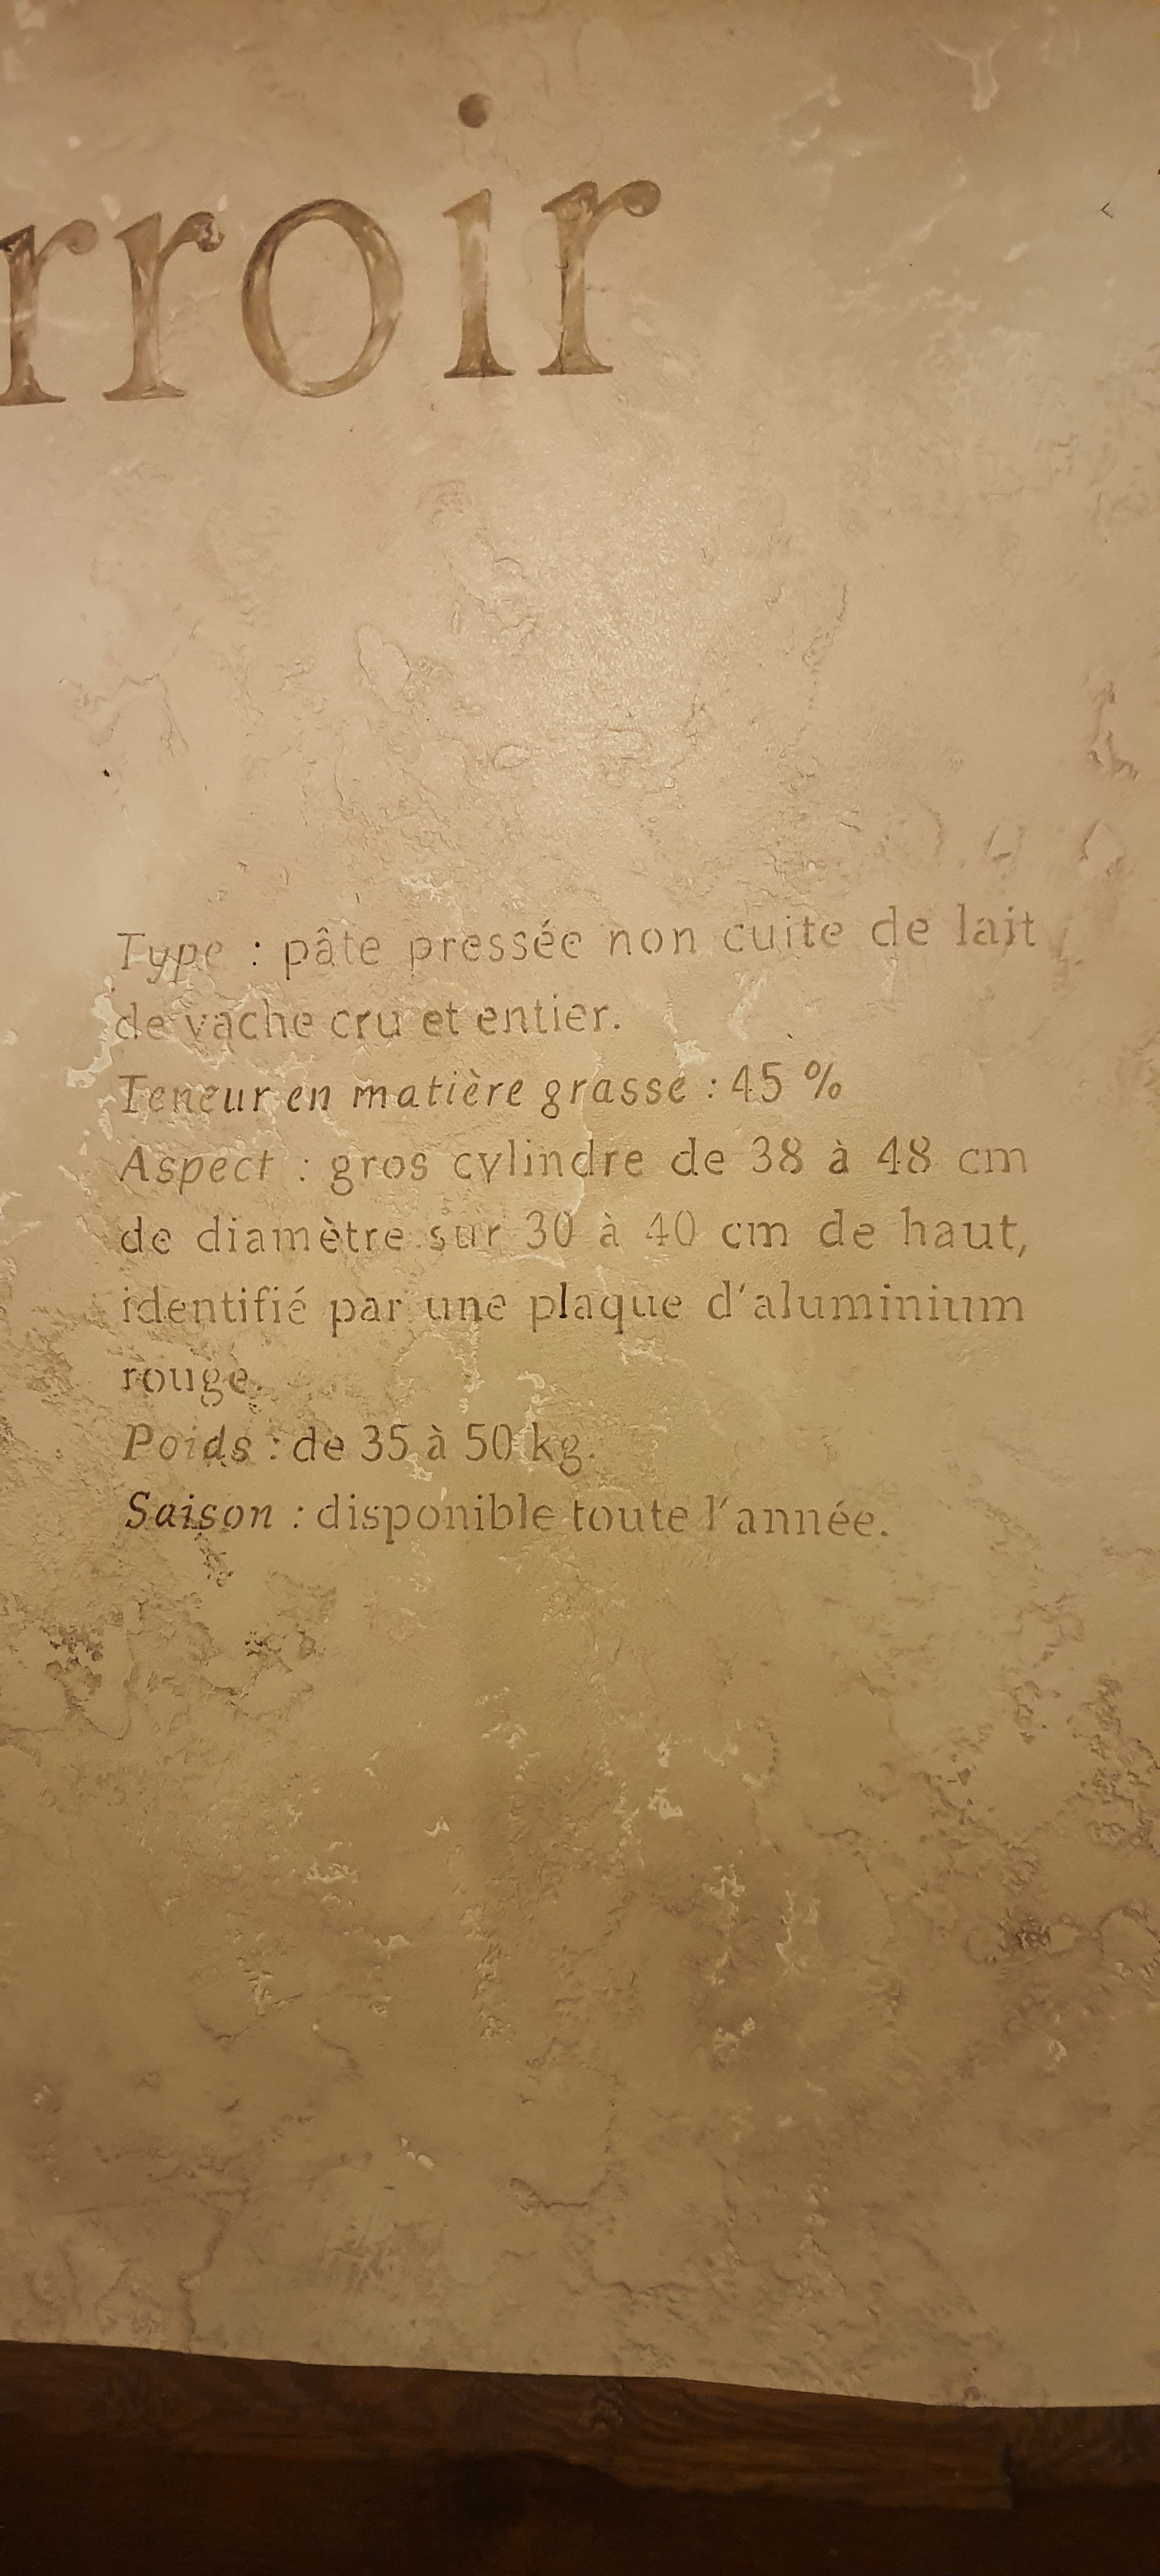 rroir
Type : pâte pressée non cuite de lait
de vache cru et entier.
Teneur en matière grasse : 45 %
Aspect : gros cylindre de 38 à 48 cm
de diamètre sur 30 à 40 cm de haut,
identifié par une plaque d'aluminium
rouge.
Poids : de 35 à 50 kg.
Saison : disponible toute l'année.